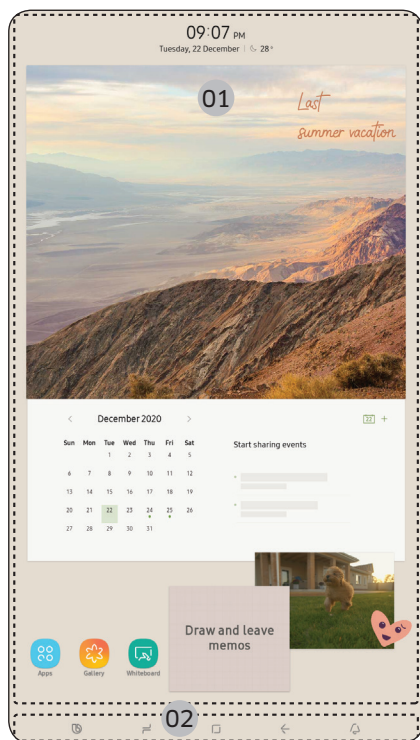 09:07 PM
Tuesday, 22 December 28°
01
Last
summer vacation
December 2020
22
Sun Mon Tue Wed Thu Fri Sat
Start sharing events
1 2 3 4 5
6 7 8 9 10 11 12
13 14 15 16 17 18 19
20 21 22 23 24 25 26
27 28 29 30 31
Draw and leave
memos
Apps Gallery Whiteboard
02